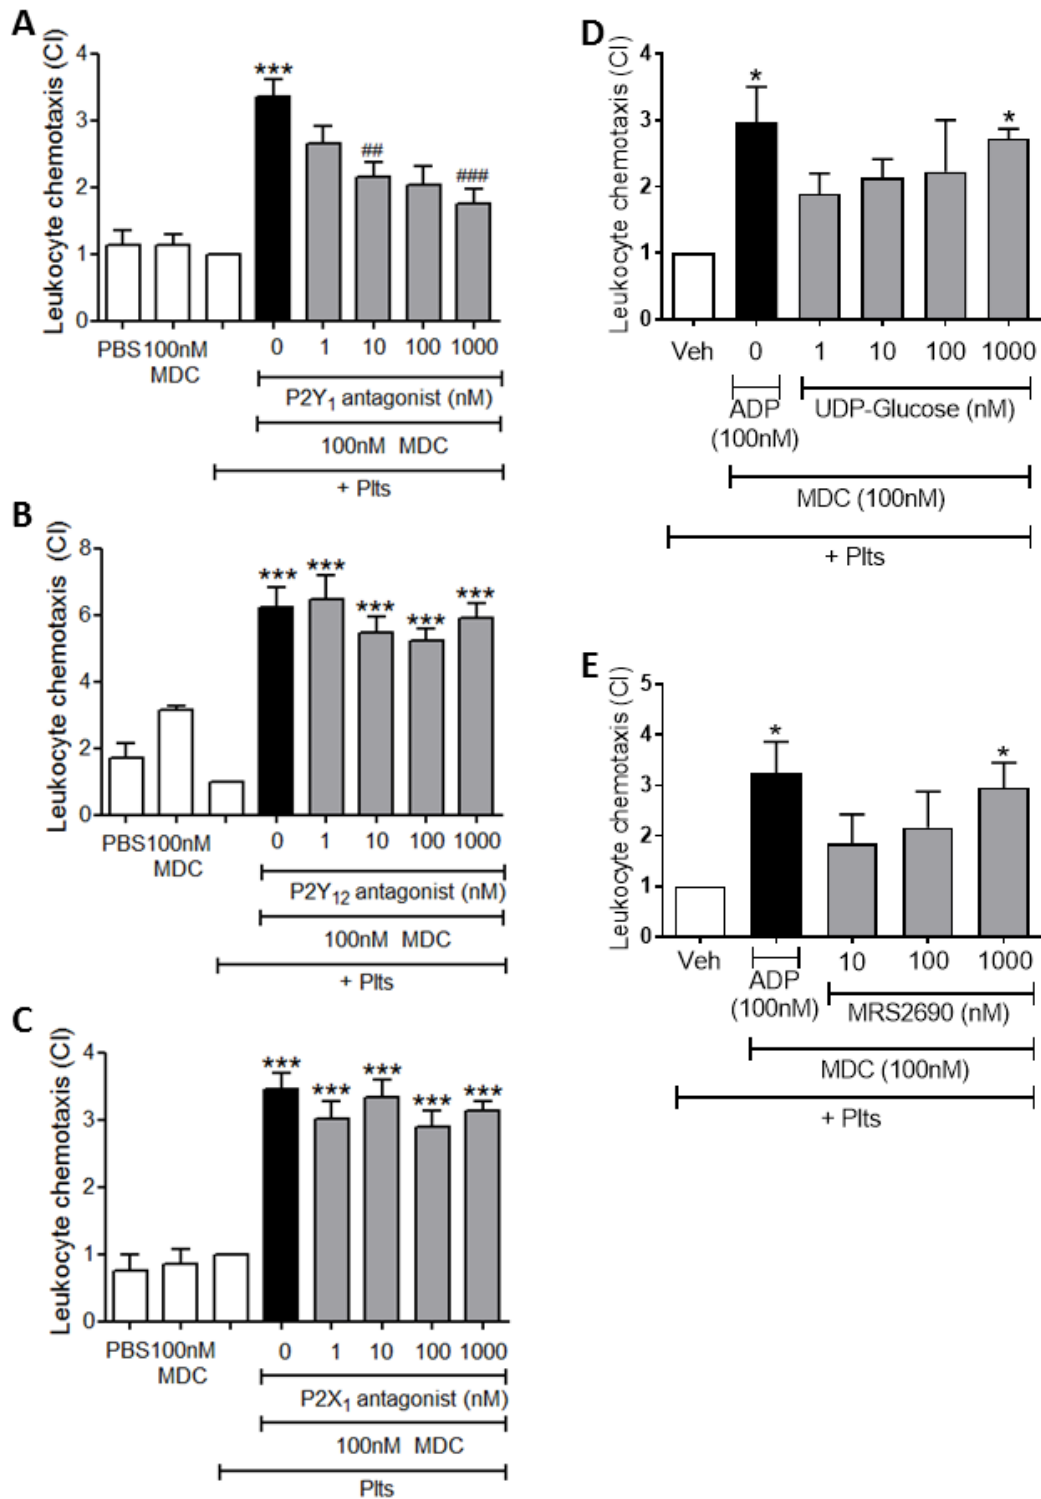 A
Leukocyte chemotaxis (CI)
4
3
2
1
0
***
##
###
PBS 100nM 0 1 10 100 1000
MDC
P2Y1 antagonist (nM)
100nM MDC
+ Plts
B
Leukocyte chemotaxis (CI)
8
6
4
2
0
*** *** *** *** ***
PBS 100nM 0 1 10 100 1000
MDC
P2Y12 antagonist (nM)
100nM MDC
+ Plts
C
Leukocyte chemotaxis (CI)
4
3
2
1
0
*** *** *** *** ***
PBS 100nM 0 1 10 100 1000
MDC
P2X1 antagonist (nM)
100nM MDC
Plts
D
Leukocyte chemotaxis (CI)
4
3
2
1
0
* *
Veh 0 1 10 100 1000
ADP UDP-Glucose (nM)
(100nM)
MDC (100nM)
+ Plts
E
Leukocyte chemotaxis (CI)
5
4
3
2
1
0
* *
Veh 10 100 1000
ADP
(100nM) MRS2690 (nM)
MDC (100nM)
+ Plts